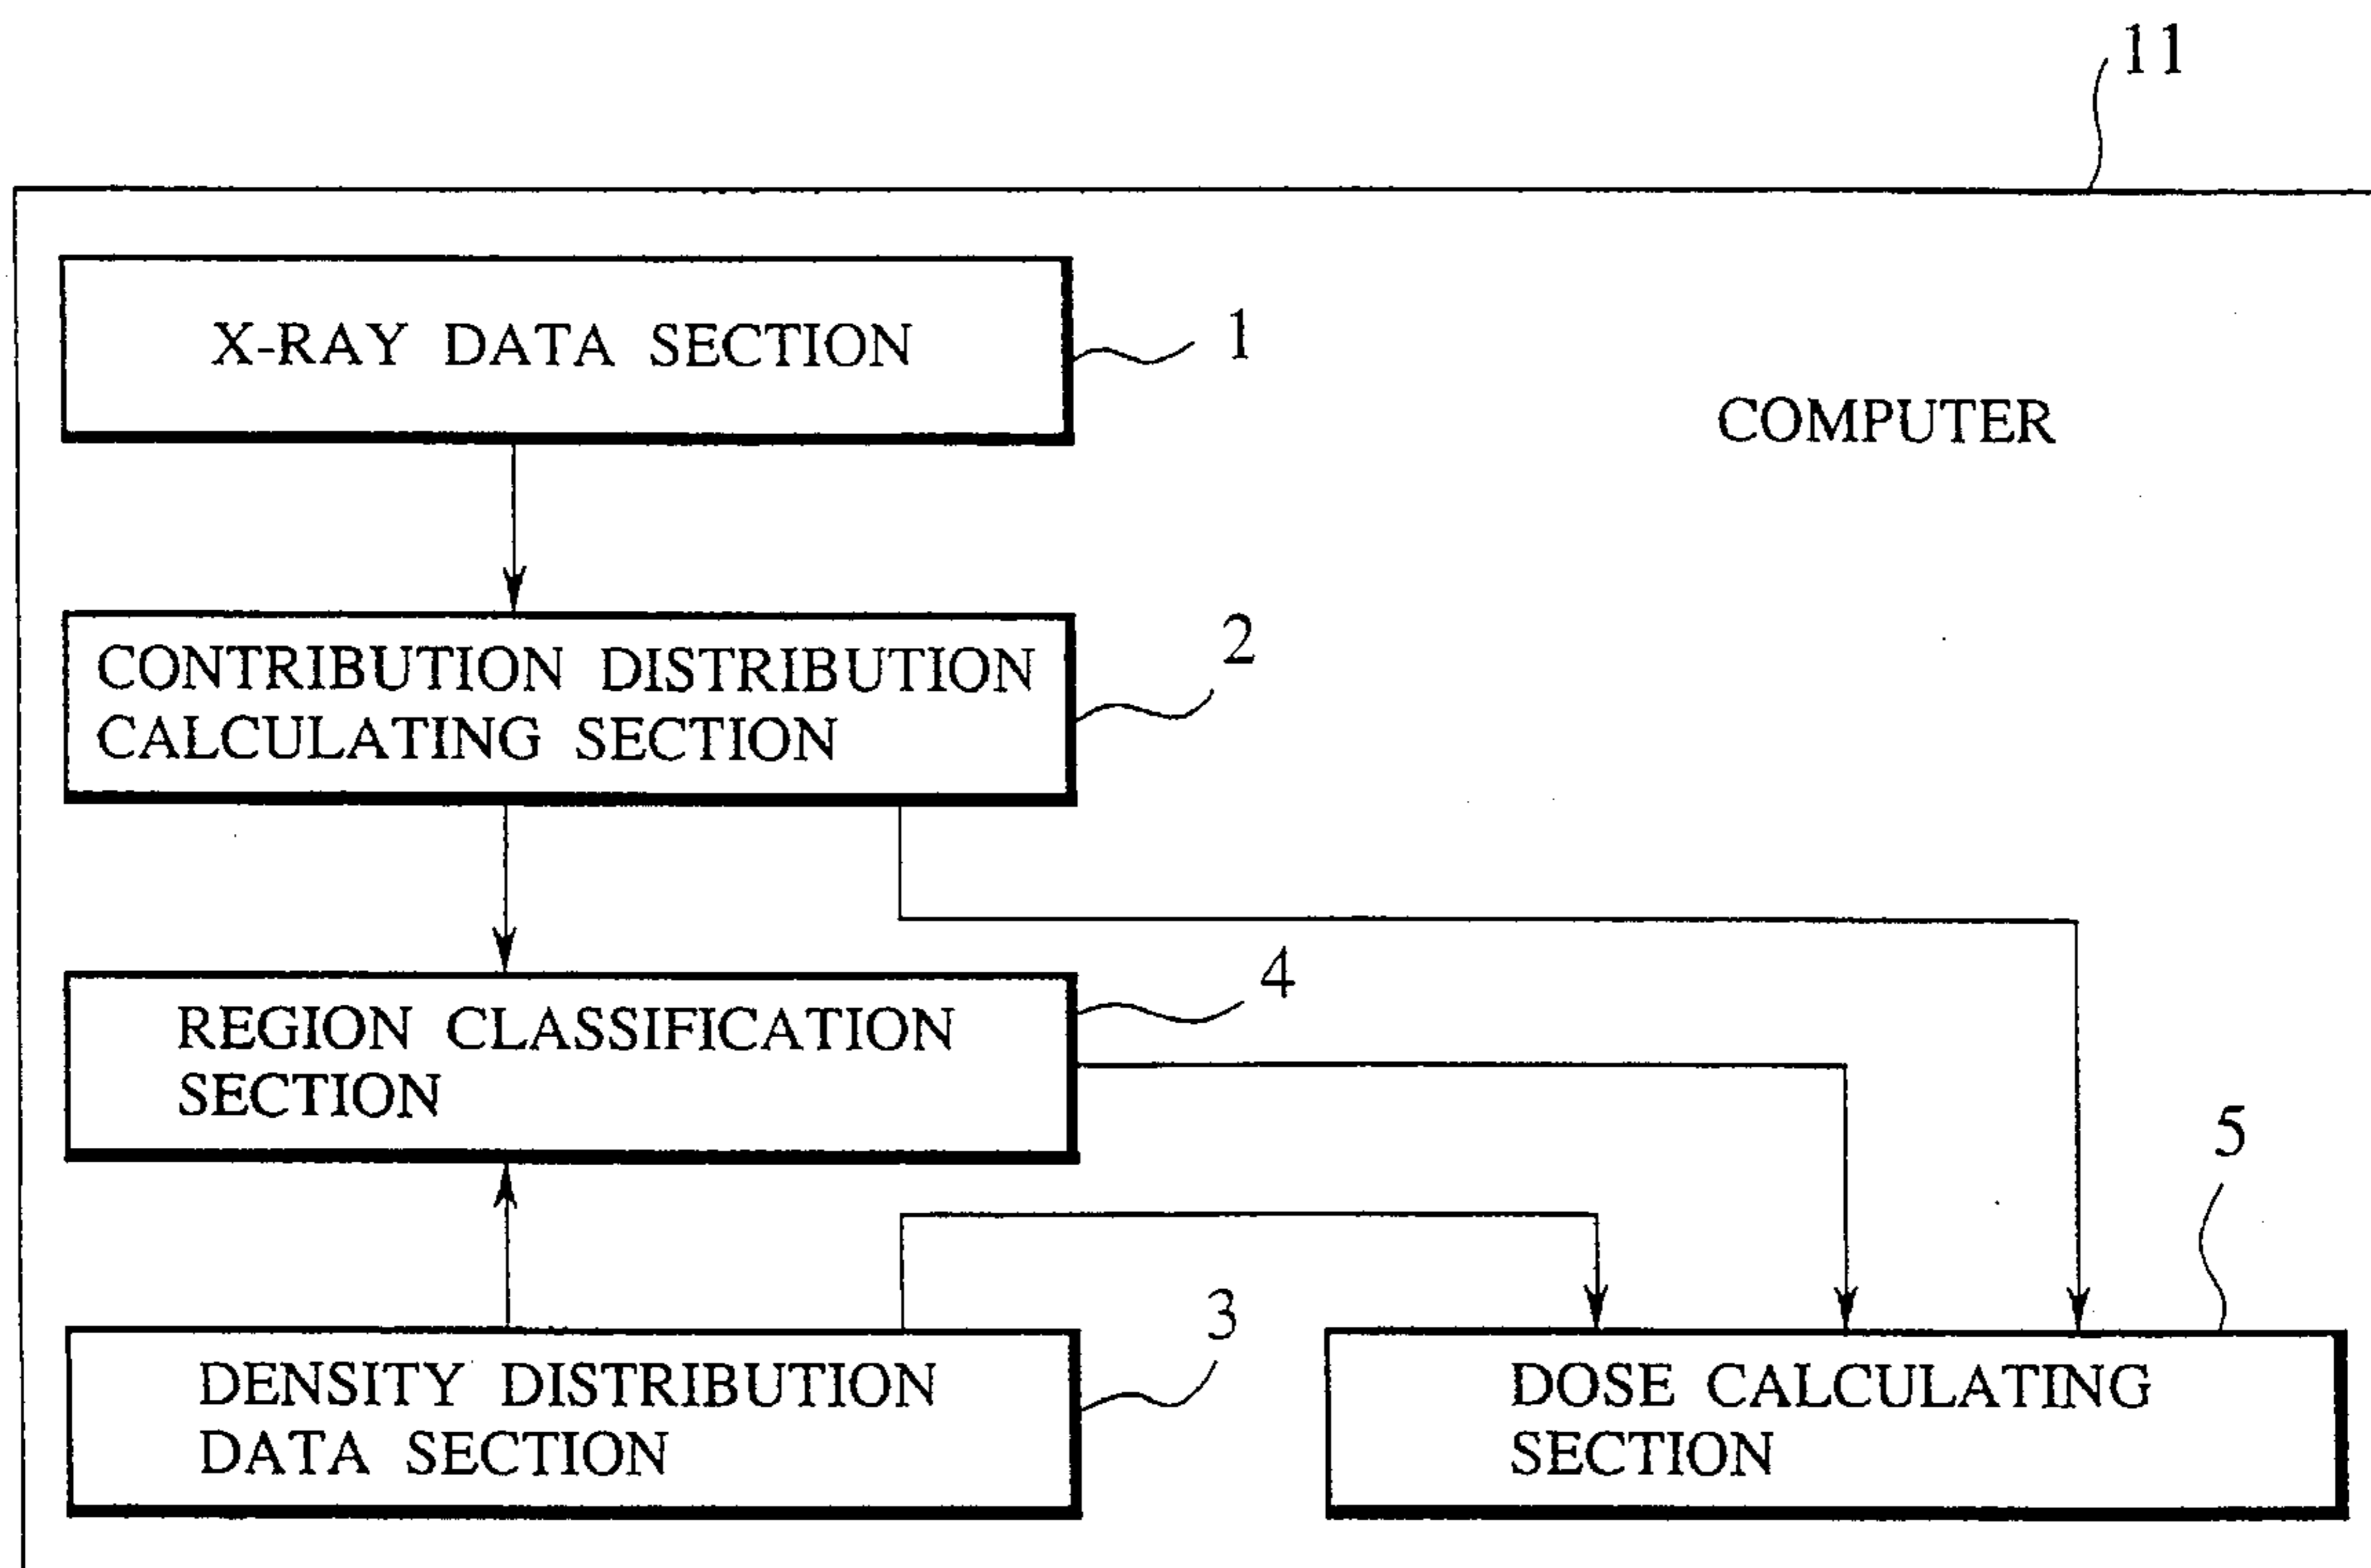 11
X-RAY DATA SECTION
1
COMPUTER
CONTRIBUTION DISTRIBUTION
CALCULATING SECTION
2
REGION CLASSIFICATION
SECTION
4
DENSITY DISTRIBUTION
DATA SECTION
3
DOSE CALCULATING
SECTION
5